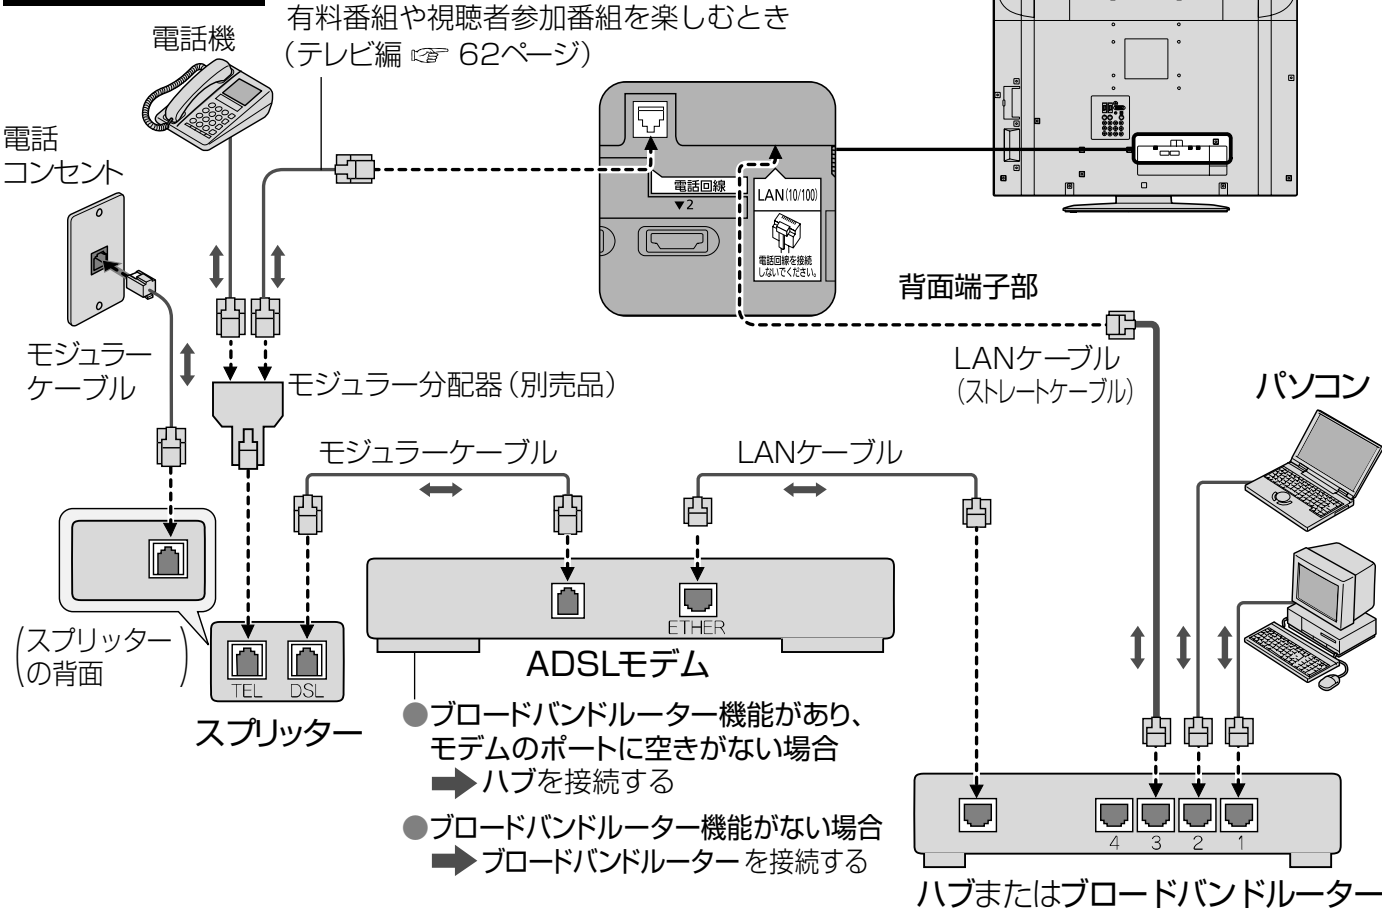 有料番組や視聴者参加番組を楽しむとき
(テレビ編 ☞ 62ページ)
電話機
電話
コンセント
電話回線
▼2
LAN(10/100)
電話回線を接続
しないでください。
背面端子部
モジュラー
ケーブル
モジュラー分配器(別売品)
LANケーブル
(ストレートケーブル)
パソコン
モジュラーケーブル
LANケーブル
(スプリッター
の背面)
TEL
DSL
スプリッター
ETHER
ADSLモデム
●ブロードバンドルーター機能があり、
モデムのポートに空きがない場合
➡ハブを接続する
●ブロードバンドルーター機能がない場合
➡ブロードバンドルーターを接続する
4 3 2 1
ハブまたはブロードバンドルーター